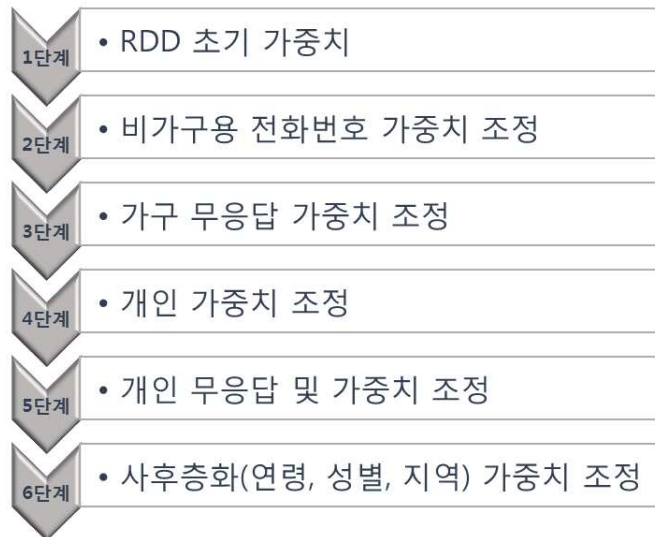 1단계
• RDD 초기 가중치
2단계
• 비가구용 전화번호 가중치 조정
3단계
• 가구 무응답 가중치 조정
4단계
• 개인 가중치 조정
5단계
• 개인 무응답 및 가중치 조정
6단계
• 사후층화(연령, 성별, 지역) 가중치 조정